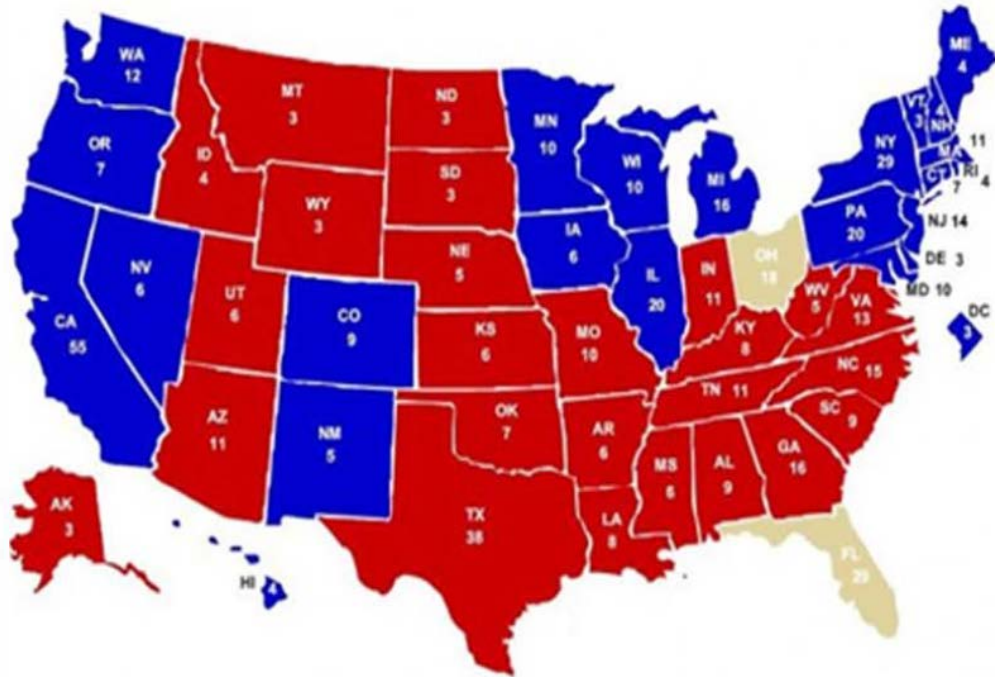 WA
12
OR
7
CA
55
NV
6
ID
4
MT
3
WY
3
UT
6
AZ
11
CO
9
NM
5
ND
3
SD
3
NE
5
KS
6
OK
7
TX
38
MN
10
IA
6
MO
10
AR
6
LA
8
WI
10
IL
20
MI
16
IN
11
OH
18
KY
8
TN 11
MS
6
AL
9
GA
16
FL
29
SC
9
NC 15
VA
13
WV
5
PA
20
NY
29
VT
3
4
NH
ME
4
11
MA
RI
4
CT
7
NJ 14
DE 3
MD 10
DC
3
AK
3
HI
4